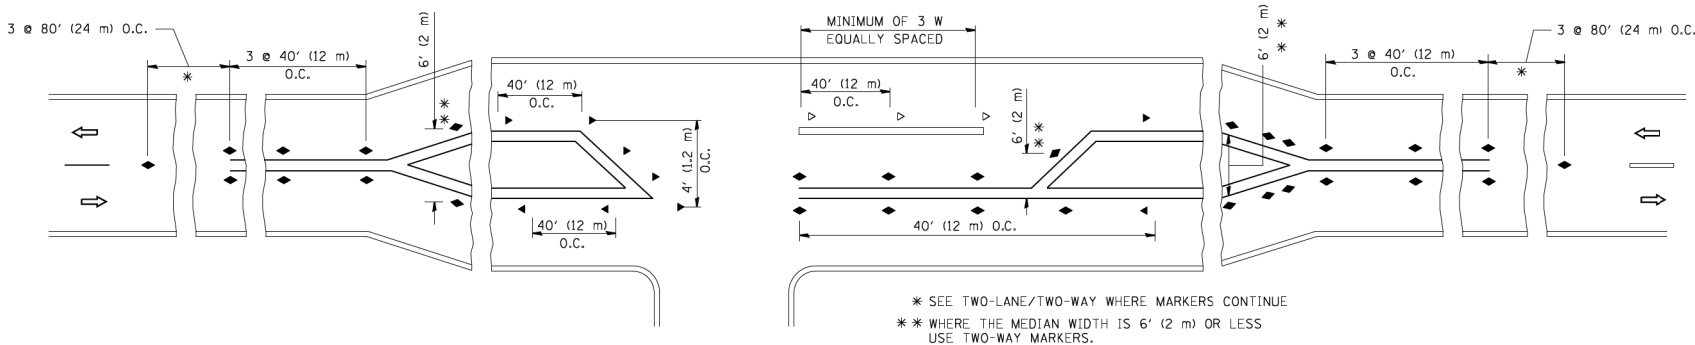 3 @ 80' (24 m) O.C.
3 @ 40' (12 m)
O.C.
*
6' (2 m)
**
40' (12 m)
O.C.
4' (1.2 m)
O.C.
40' (12 m)
O.C.
MINIMUM OF 3 W
EQUALLY SPACED
40' (12 m)
O.C.
6' (2 m)
**
40' (12 m) O.C.
6' (2 m)
**
3 @ 40' (12 m)
O.C.
3 @ 80' (24 m) O.C.
*
* SEE TWO-LANE/TWO-WAY WHERE MARKERS CONTINUE
** WHERE THE MEDIAN WIDTH IS 6' (2 m) OR LESS
USE TWO-WAY MARKERS.